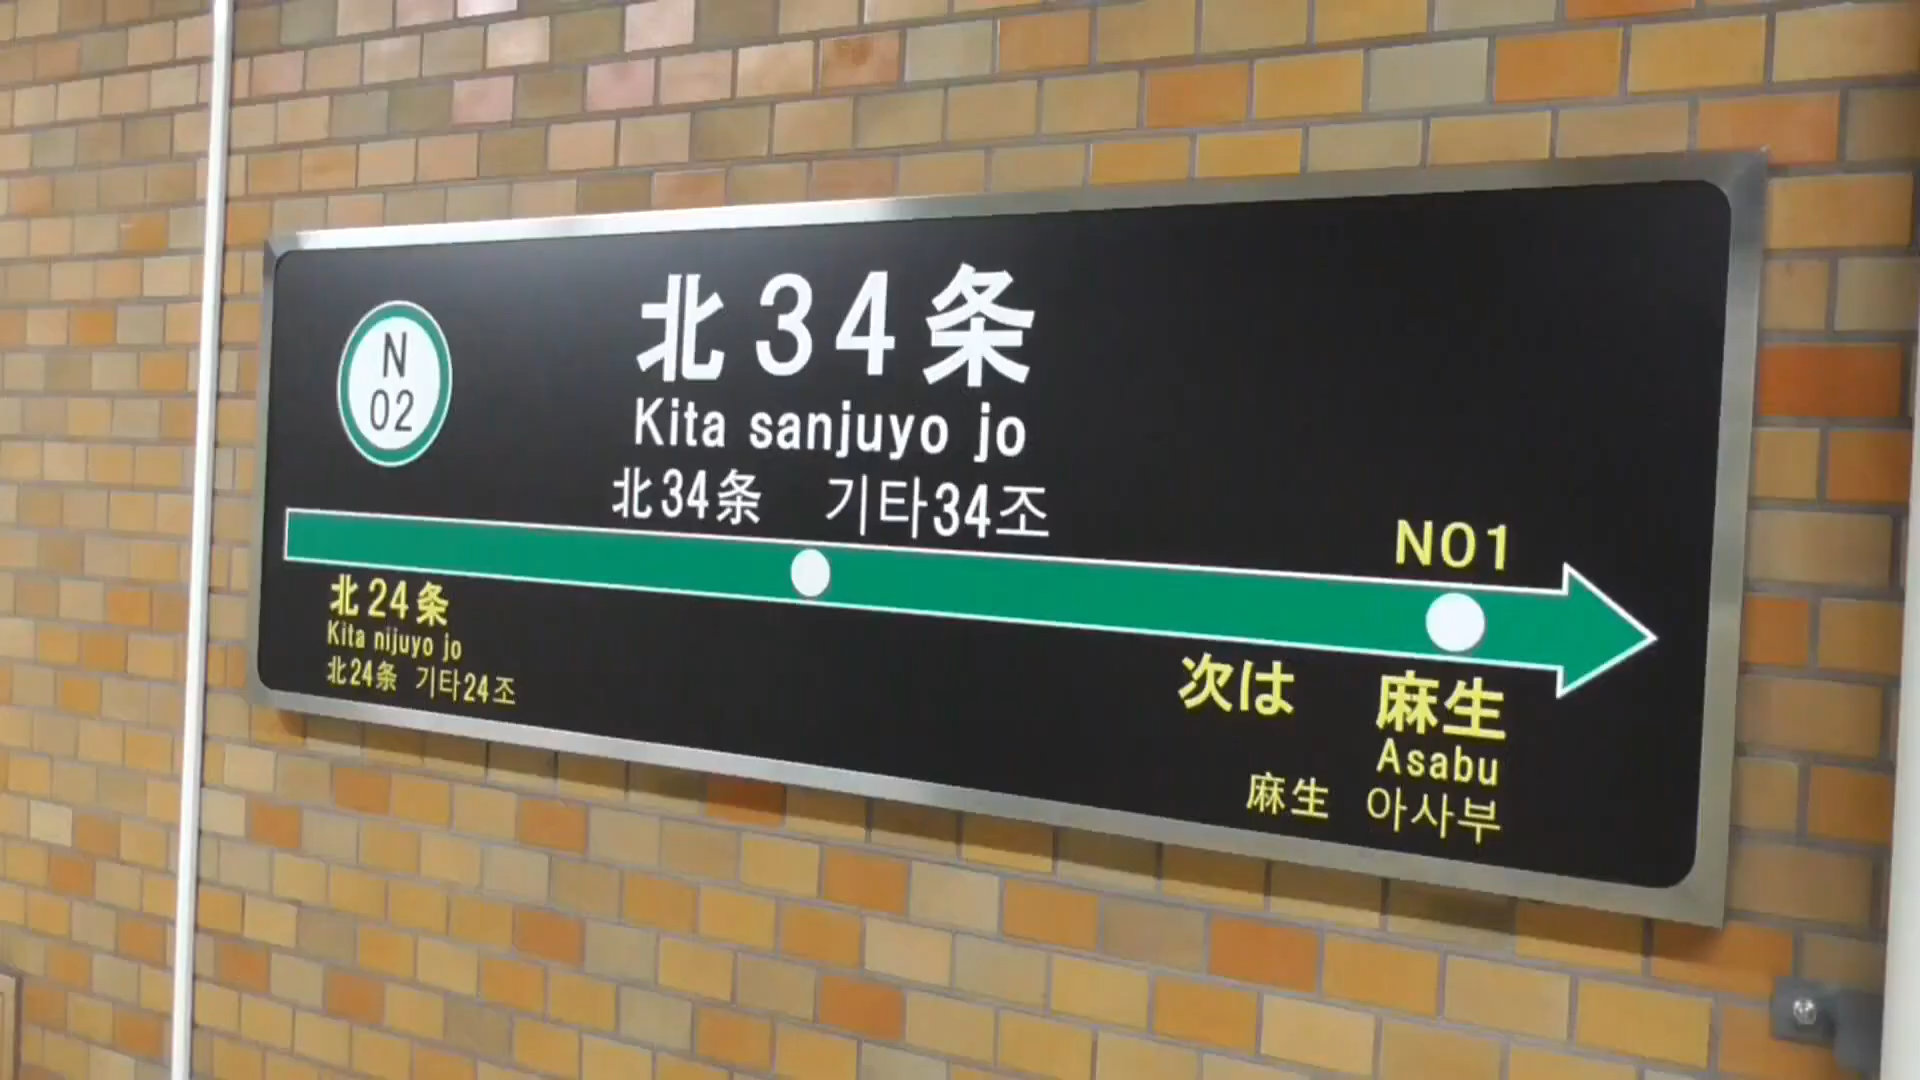 N
02
北34条
Kita sanjuyo jo
北34条 기타34조
N01
北24条
Kita nijuyo jo
北24条 기타24조
次は 麻生
Asabu
麻生 아사부